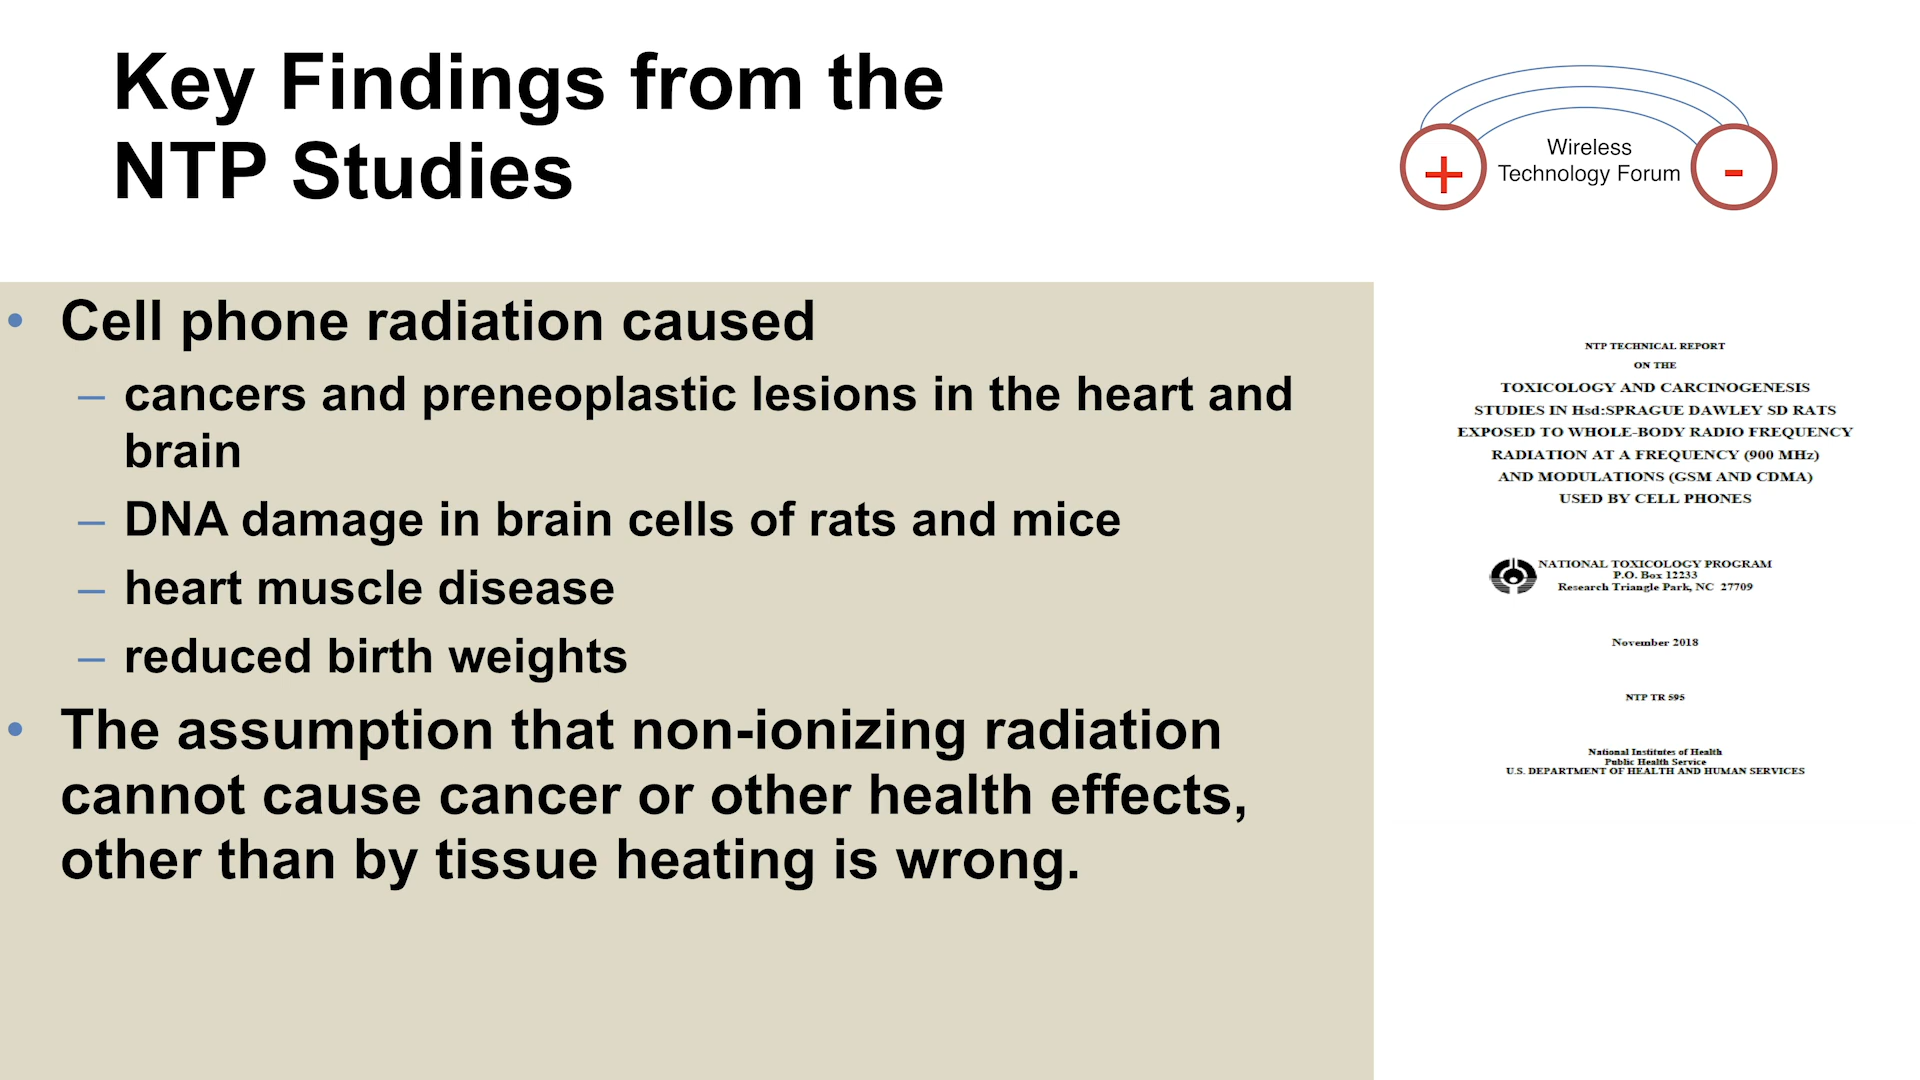 Key Findings from the
NTP Studies
+
Wireless
Technology Forum
-
• Cell phone radiation caused
– cancers and preneoplastic lesions in the heart and
brain
– DNA damage in brain cells of rats and mice
– heart muscle disease
– reduced birth weights
• The assumption that non-ionizing radiation
cannot cause cancer or other health effects,
other than by tissue heating is wrong.
NTP TECHNICAL REPORT
ON THE
TOXICOLOGY AND CARCINOGENESIS
STUDIES IN Hsd:SPRAGUE DAWLEY SD RATS
EXPOSED TO WHOLE-BODY RADIO FREQUENCY
RADIATION AT A FREQUENCY (900 MHz)
AND MODULATIONS (GSM AND CDMA)
USED BY CELL PHONES
NATIONAL TOXICOLOGY PROGRAM
P.O. Box 12233
Research Triangle Park, NC 27709
November 2018
NTP TR 595
National Institutes of Health
Public Health Service
U.S. DEPARTMENT OF HEALTH AND HUMAN SERVICES